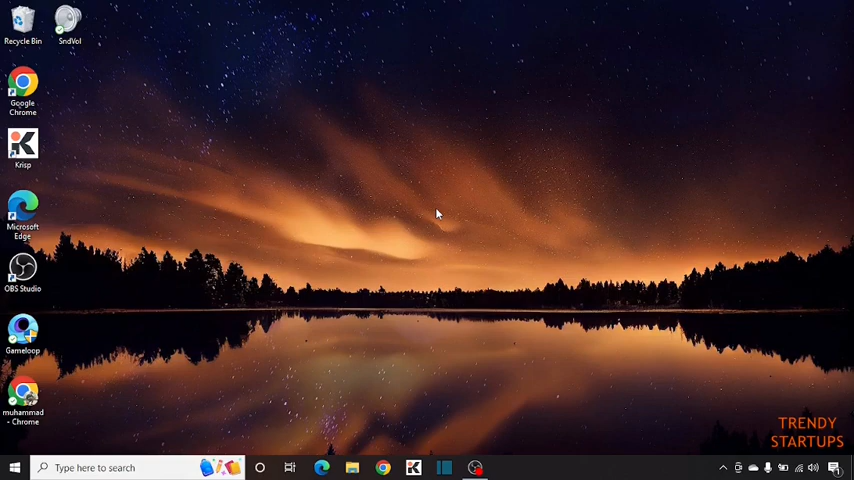 Recycle Bin
SndVol
Google
Chrome
Krisp
Microsoft
Edge
OBS Studio
Gameloop
muhammad
- Chrome
TRENDY
STARTUPS
Type here to search
1